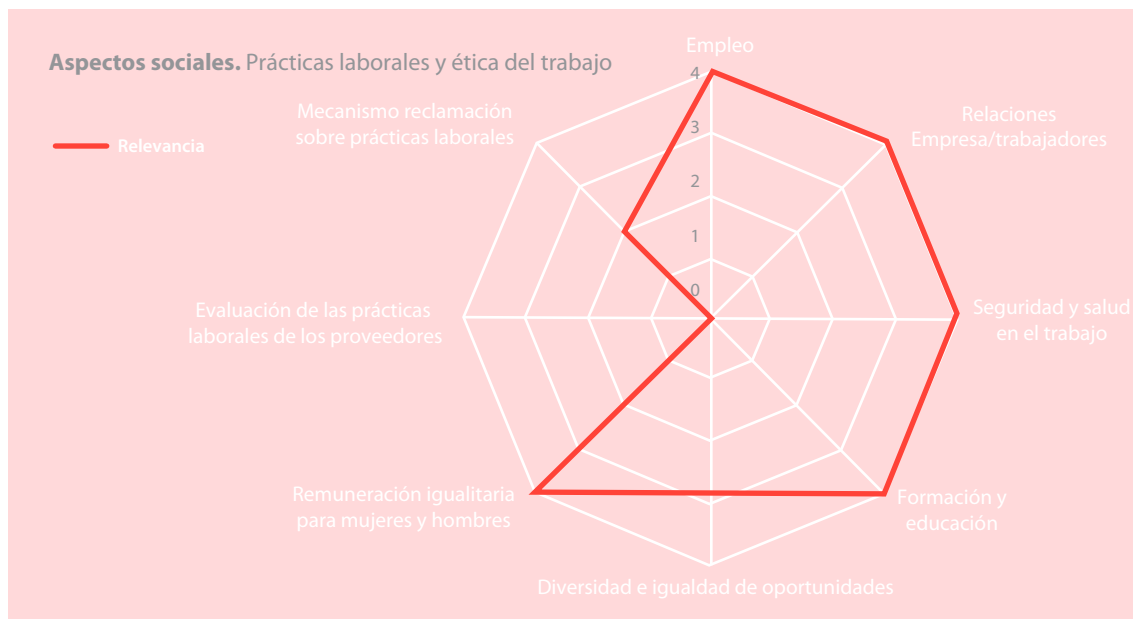 Aspectos sociales. Prácticas laborales y ética del trabajo
Relevancia
Empleo
Relaciones
Empresa/trabajadores
Seguridad y salud
en el trabajo
Formación y
educación
Diversidad e igualdad de oportunidades
Remuneración igualitaria
para mujeres y hombres
Evaluación de las prácticas
laborales de los proveedores
Mecanismo reclamación
sobre prácticas laborales
4
3
2
1
0